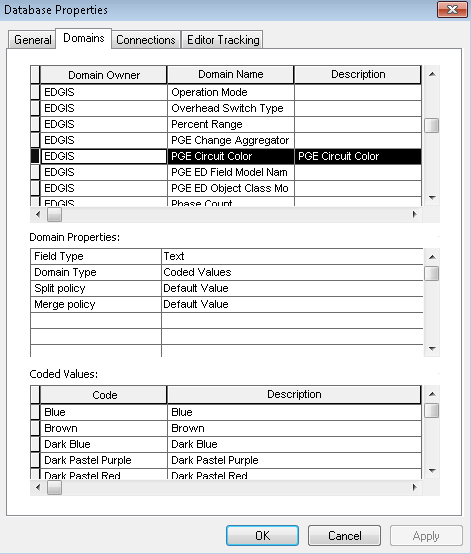 Database Properties
General Domains Connections Editor Tracking
Domain Owner Domain Name Description
EDGIS Operation Mode
EDGIS Overhead Switch Type
EDGIS Percent Range
EDGIS PGE Change Aggregator
EDGIS PGE Circuit Color PGE Circuit Color
EDGIS PGE ED Field Model Nam
EDGIS PGE ED Object Class Mo
EDGIS Phase Count
Domain Properties:
Field Type Text
Domain Type Coded Values
Split policy Default Value
Merge policy Default Value
Coded Values:
Code Description
Blue Blue
Brown Brown
Dark Blue Dark Blue
Dark Pastel Purple Dark Pastel Purple
Dark Pastel Red Dark Pastel Red
OK Cancel Apply